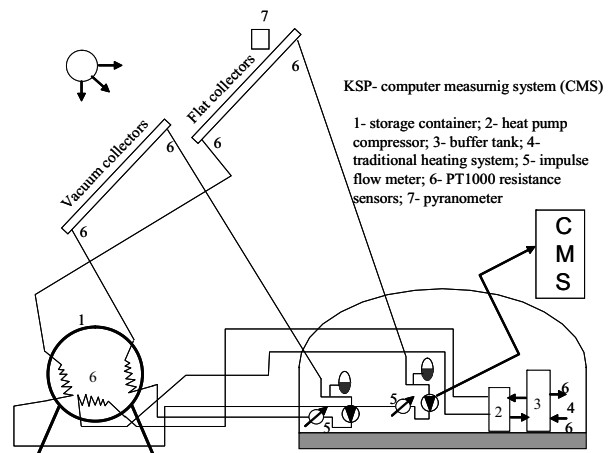 7
6
Flat collectors
KSP- computer measurnig system (CMS)
1- storage container; 2- heat pump
compressor; 3- buffer tank; 4-
traditional heating system; 5- impulse
flow meter; 6- PT1000 resistance
sensors; 7- pyranometer
Vacuum collectors
6
6
6
C
M
S
1
6
5
5
2
3
6
4
6